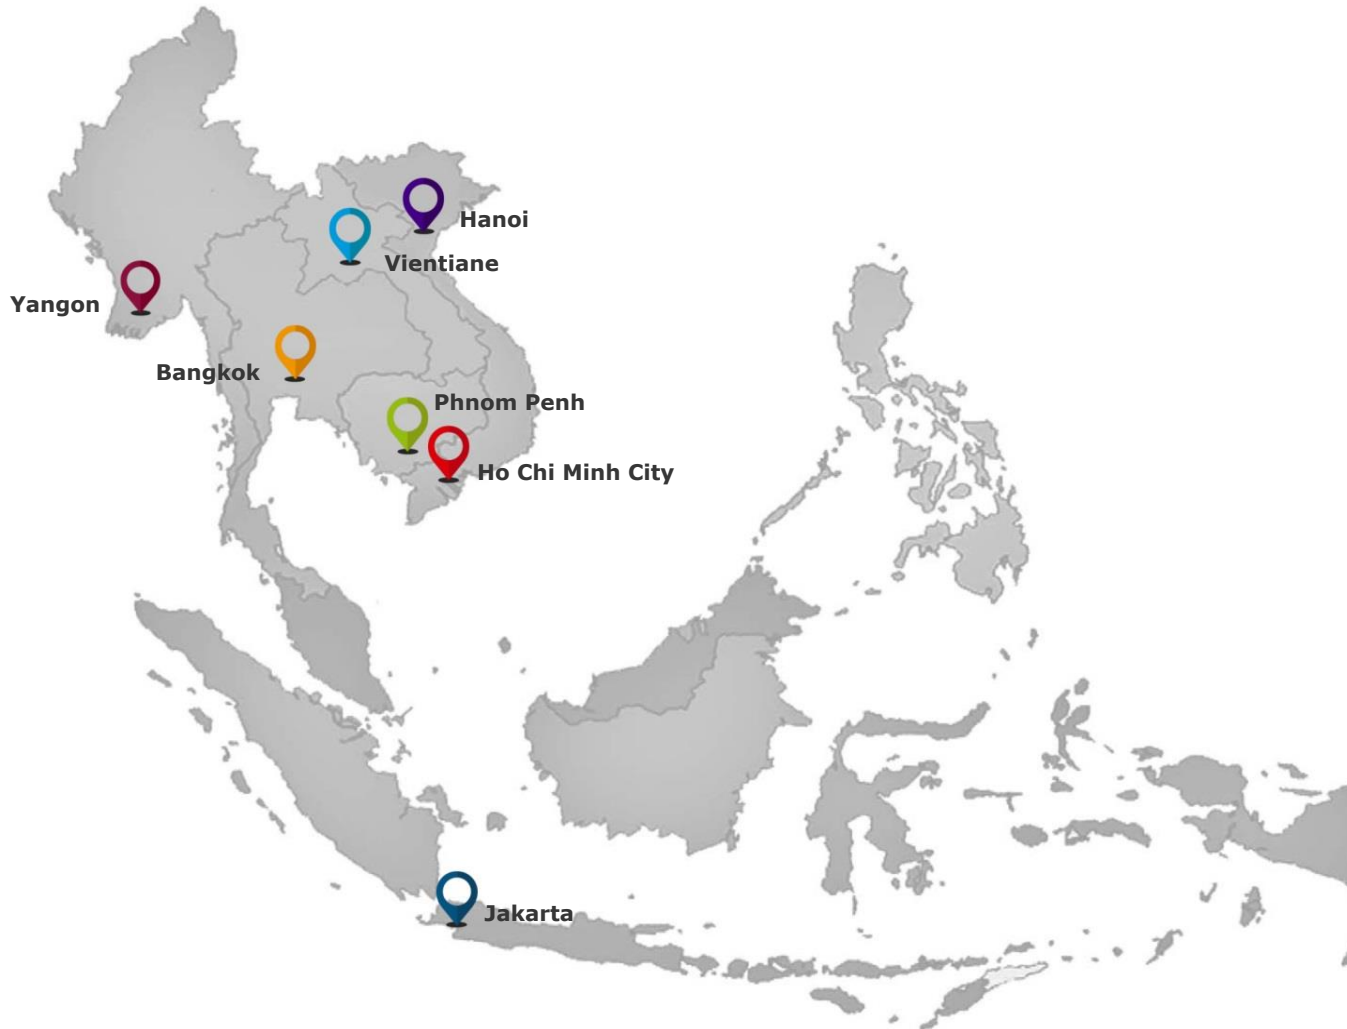 Hanoi
Vientiane
Yangon
Bangkok
Phnom Penh
Ho Chi Minh City
Jakarta